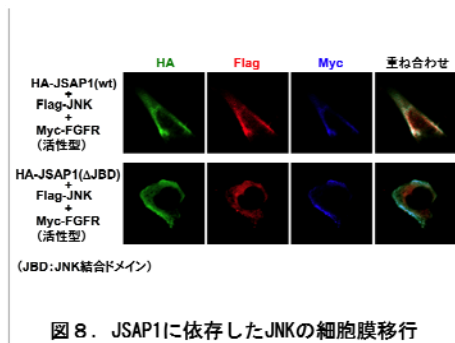 HA Flag Myc 重ね合わせ
HA-JSAP1(wt)
+
Flag-JNK
+
Myc-FGFR
(活性型)
HA-JSAP1(ΔJBD)
+
Flag-JNK
+
Myc-FGFR
(活性型)
(JBD:JNK結合ドメイン)
図8. JSAP1に依存したJNKの細胞膜移行